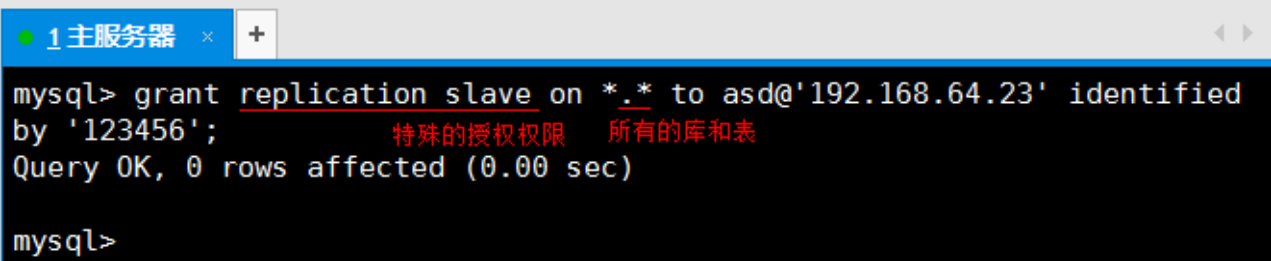 1 主服务器 × +
mysql> grant replication slave on *.* to asd@'192.168.64.23' identified
by '123456'; 特殊的授权权限 所有的库和表
Query OK, 0 rows affected (0.00 sec)
mysql>